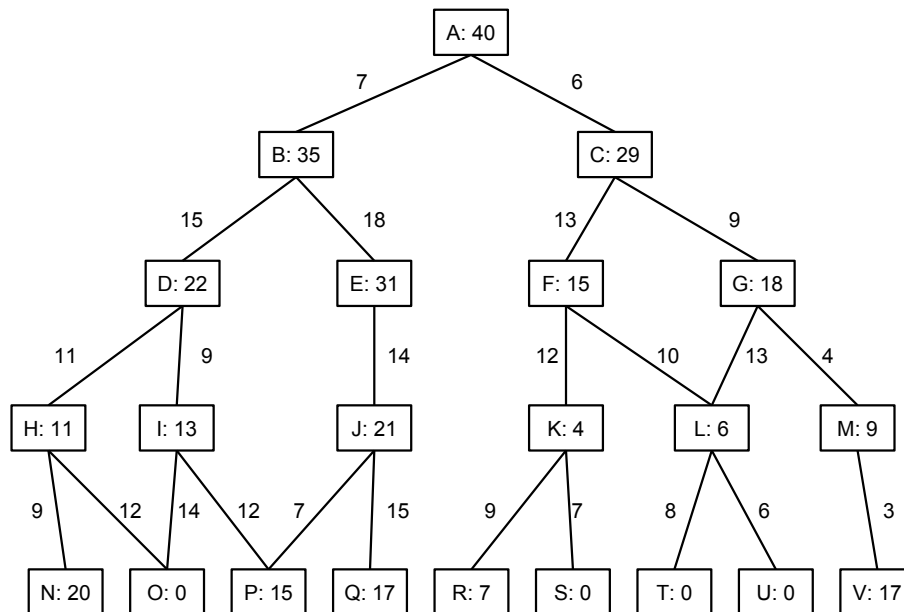 A: 40
7 6
B: 35 C: 29
15 18 13 9
D: 22 E: 31 F: 15 G: 18
11 9 14 12 10 13 4
H: 11 I: 13 J: 21 K: 4 L: 6 M: 9
9 12 14 12 7 15 9 7 8 6 3
N: 20 O: 0 P: 15 Q: 17 R: 7 S: 0 T: 0 U: 0 V: 17